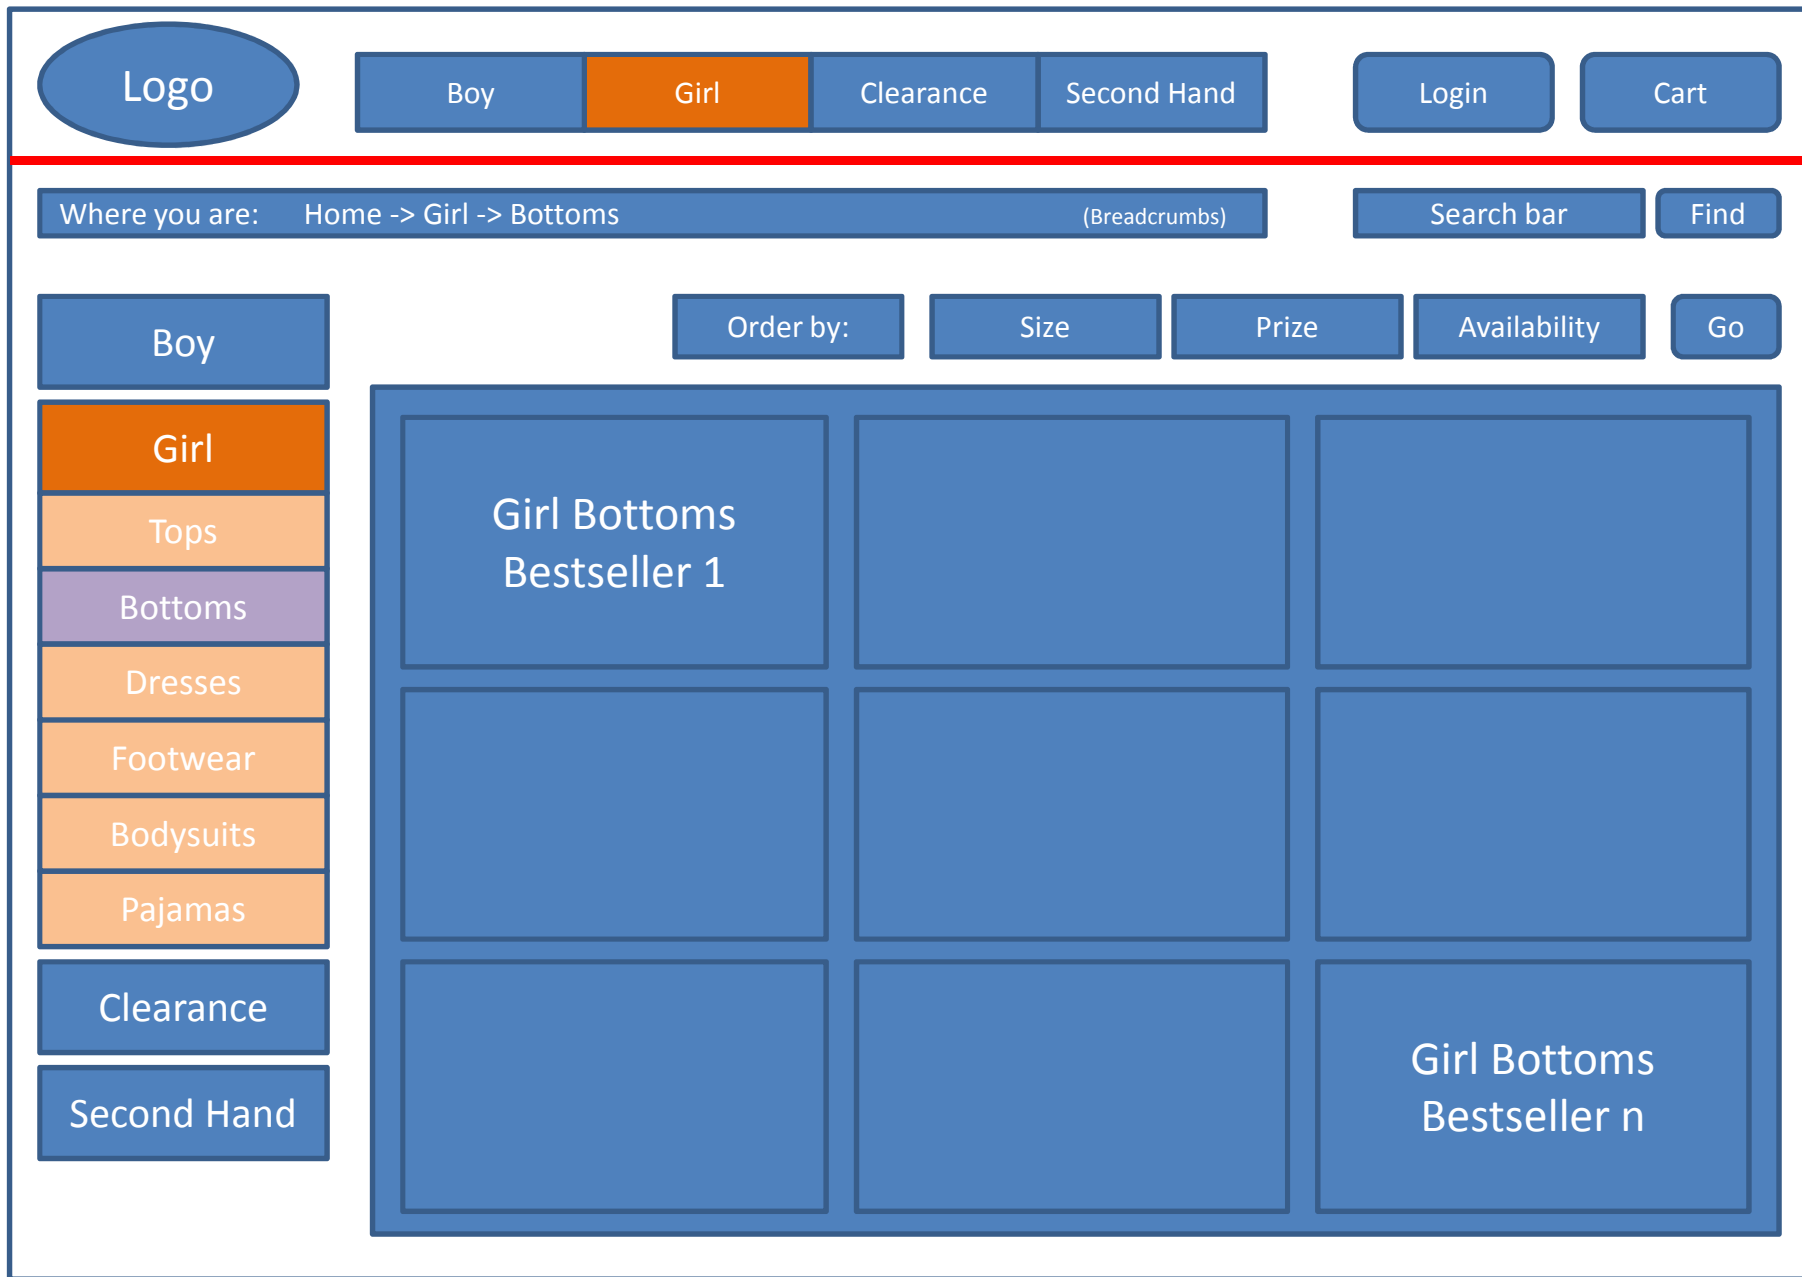 Logo
Boy Girl Clearance Second Hand
Login Cart
Where you are: Home -> Girl -> Bottoms (Breadcrumbs)
Search bar Find
Order by: Size Prize Availability Go
Boy
Girl
Tops
Bottoms
Dresses
Footwear
Bodysuits
Pajamas
Clearance
Second Hand
Girl Bottoms
Bestseller 1
Girl Bottoms
Bestseller n